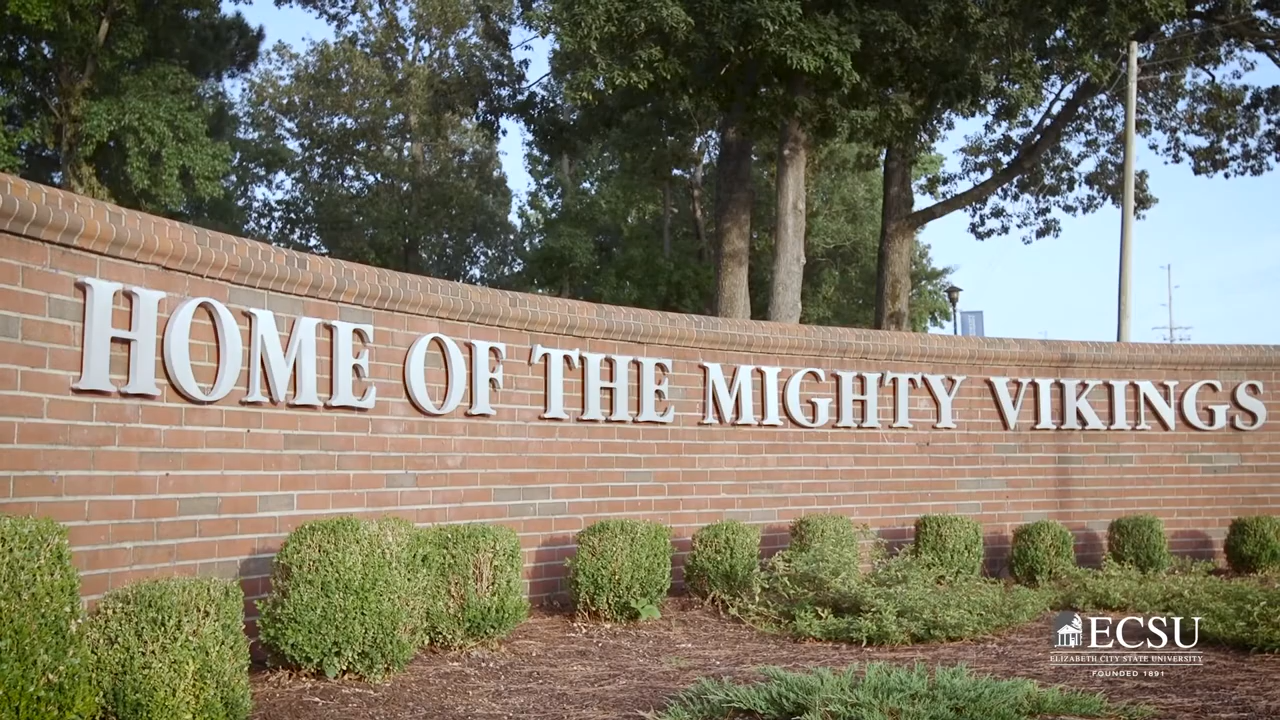 HOME OF THE MIGHTY VIKINGS
ECSU
ELIZABETH CITY STATE UNIVERSITY
FOUNDED 1891